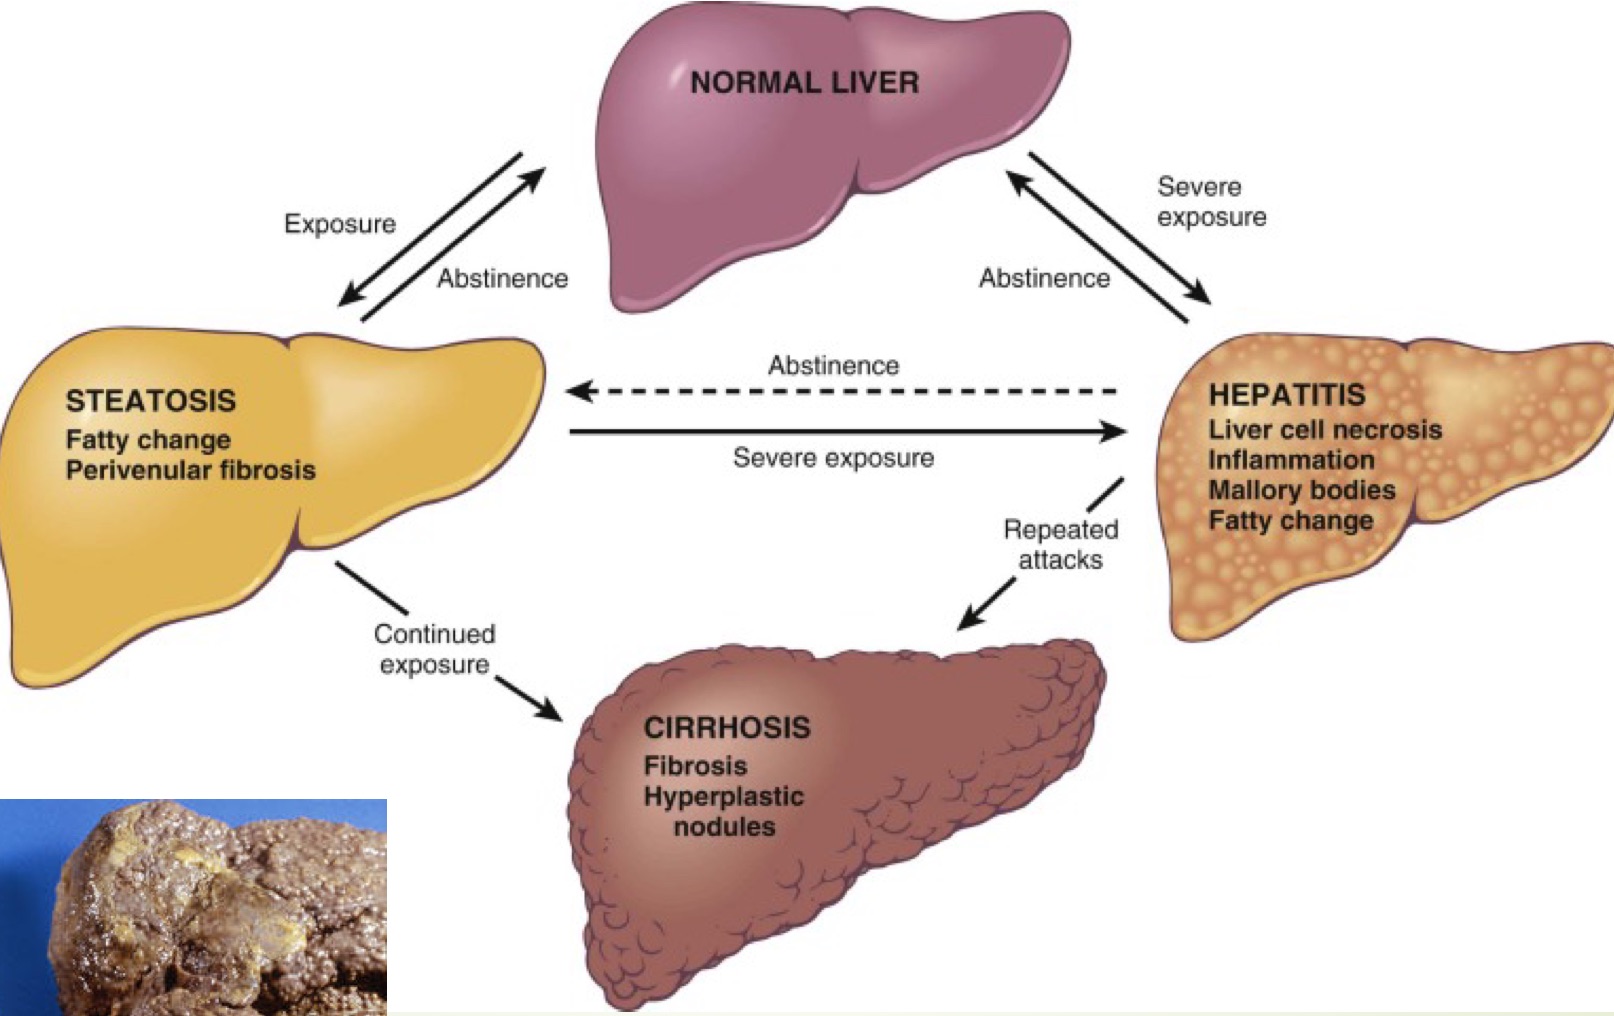 NORMAL LIVER
Exposure
Abstinence
Severe
exposure
Abstinence
STEATOSIS
Fatty change
Perivenular fibrosis
Abstinence
Severe exposure
HEPATITIS
Liver cell necrosis
Inflammation
Mallory bodies
Fatty change
Repeated
attacks
Continued
exposure
CIRRHOSIS
Fibrosis
Hyperplastic
nodules